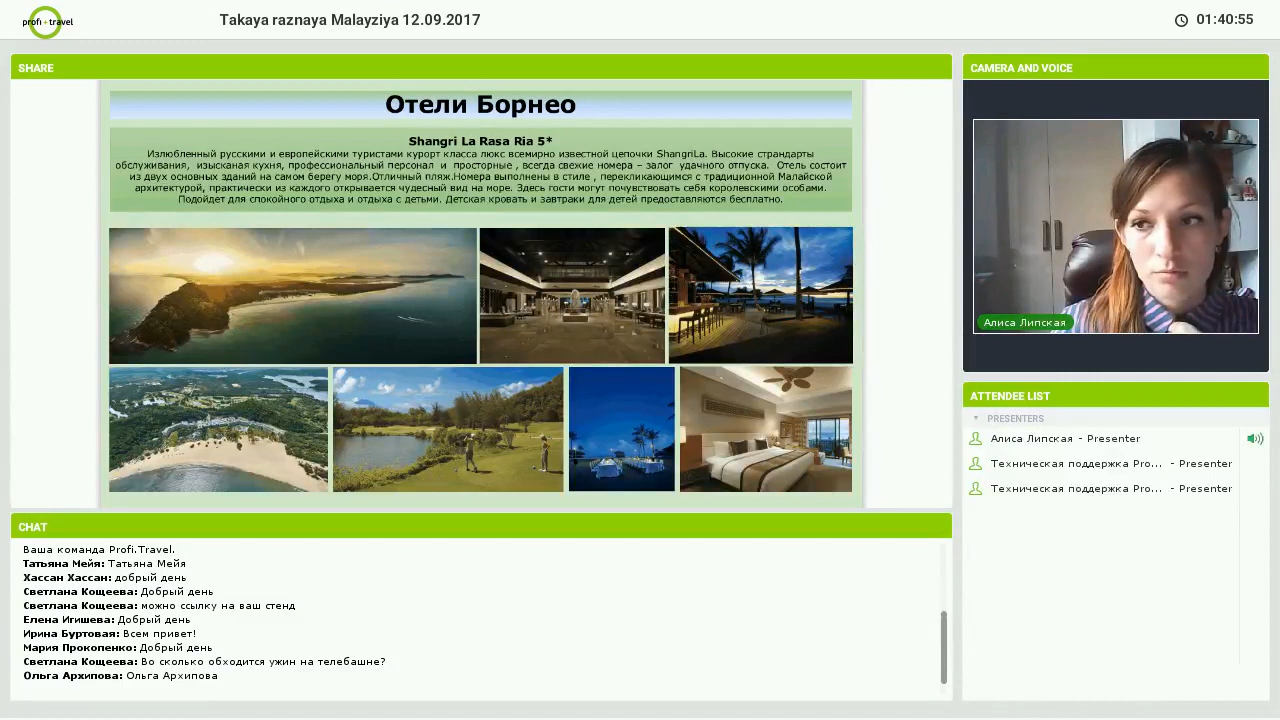 profi travel
Takaya raznaya Malayziya 12.09.2017
01:40:55
SHARE
Отели Борнео
Shangri La Rasa Ria 5*
Излюбленный русскими и европейскими туристами курорт класса люкс всемирно известной цепочки ShangriLa. Высокие страндарты
обслуживания, изысканая кухня, профессиональный персонал и просторные , всегда свежие номера – залог удачного отпуска. Отель состоит
из двух основных зданий на самом берегу моря.Отличный пляж.Номера выполнены в стиле , перекликающимся с традиционной Малайской
архитектурой, практически из каждого открывается чудесный вид на море. Здесь гости могут почувствовать себя королевскими особами.
Подойдет для спокойного отдыха и отдыха с детьми. Детская кровать и завтраки для детей предоставляются бесплатно.
CHAT
Ваша команда Profi.Travel.
Татьяна Мейя: Татьяна Мейя
Хассан Хассан: добрый день
Светлана Кощеева: Добрый день
Светлана Кощеева: можно ссылку на ваш стенд
Елена Игишева: Добрый день
Ирина Буртовая: Всем привет!
Мария Прокопенко: Добрый день
Светлана Кощеева: Во сколько обходится ужин на телебашне?
Ольга Архипова: Ольга Архипова
CAMERA AND VOICE
Алиса Липская
ATTENDEE LIST
PRESENTERS
Алиса Липская - Presenter
Техническая поддержка Pro... - Presenter
Техническая поддержка Pro... - Presenter